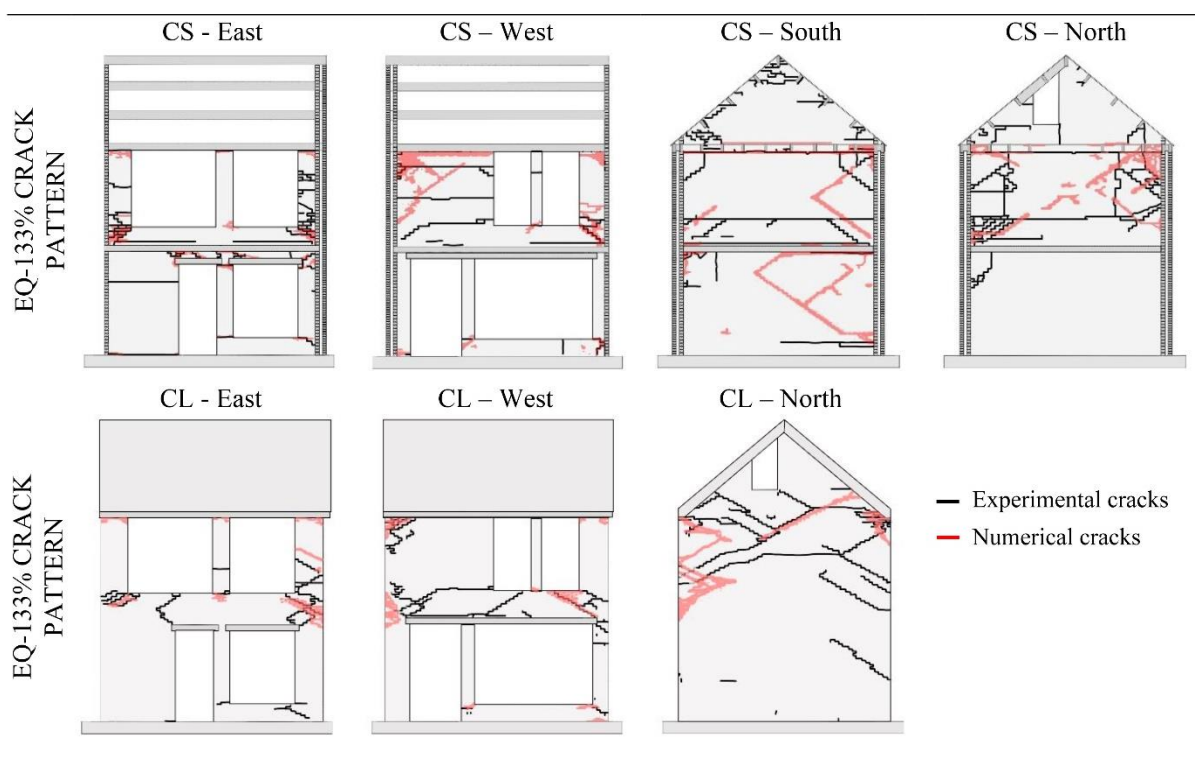 CS - East
CS – West
CS – South
CS – North
EQ-133% CRACK
PATTERN
CL - East
CL – West
CL – North
EQ-133% CRACK
PATTERN
Experimental cracks
Numerical cracks